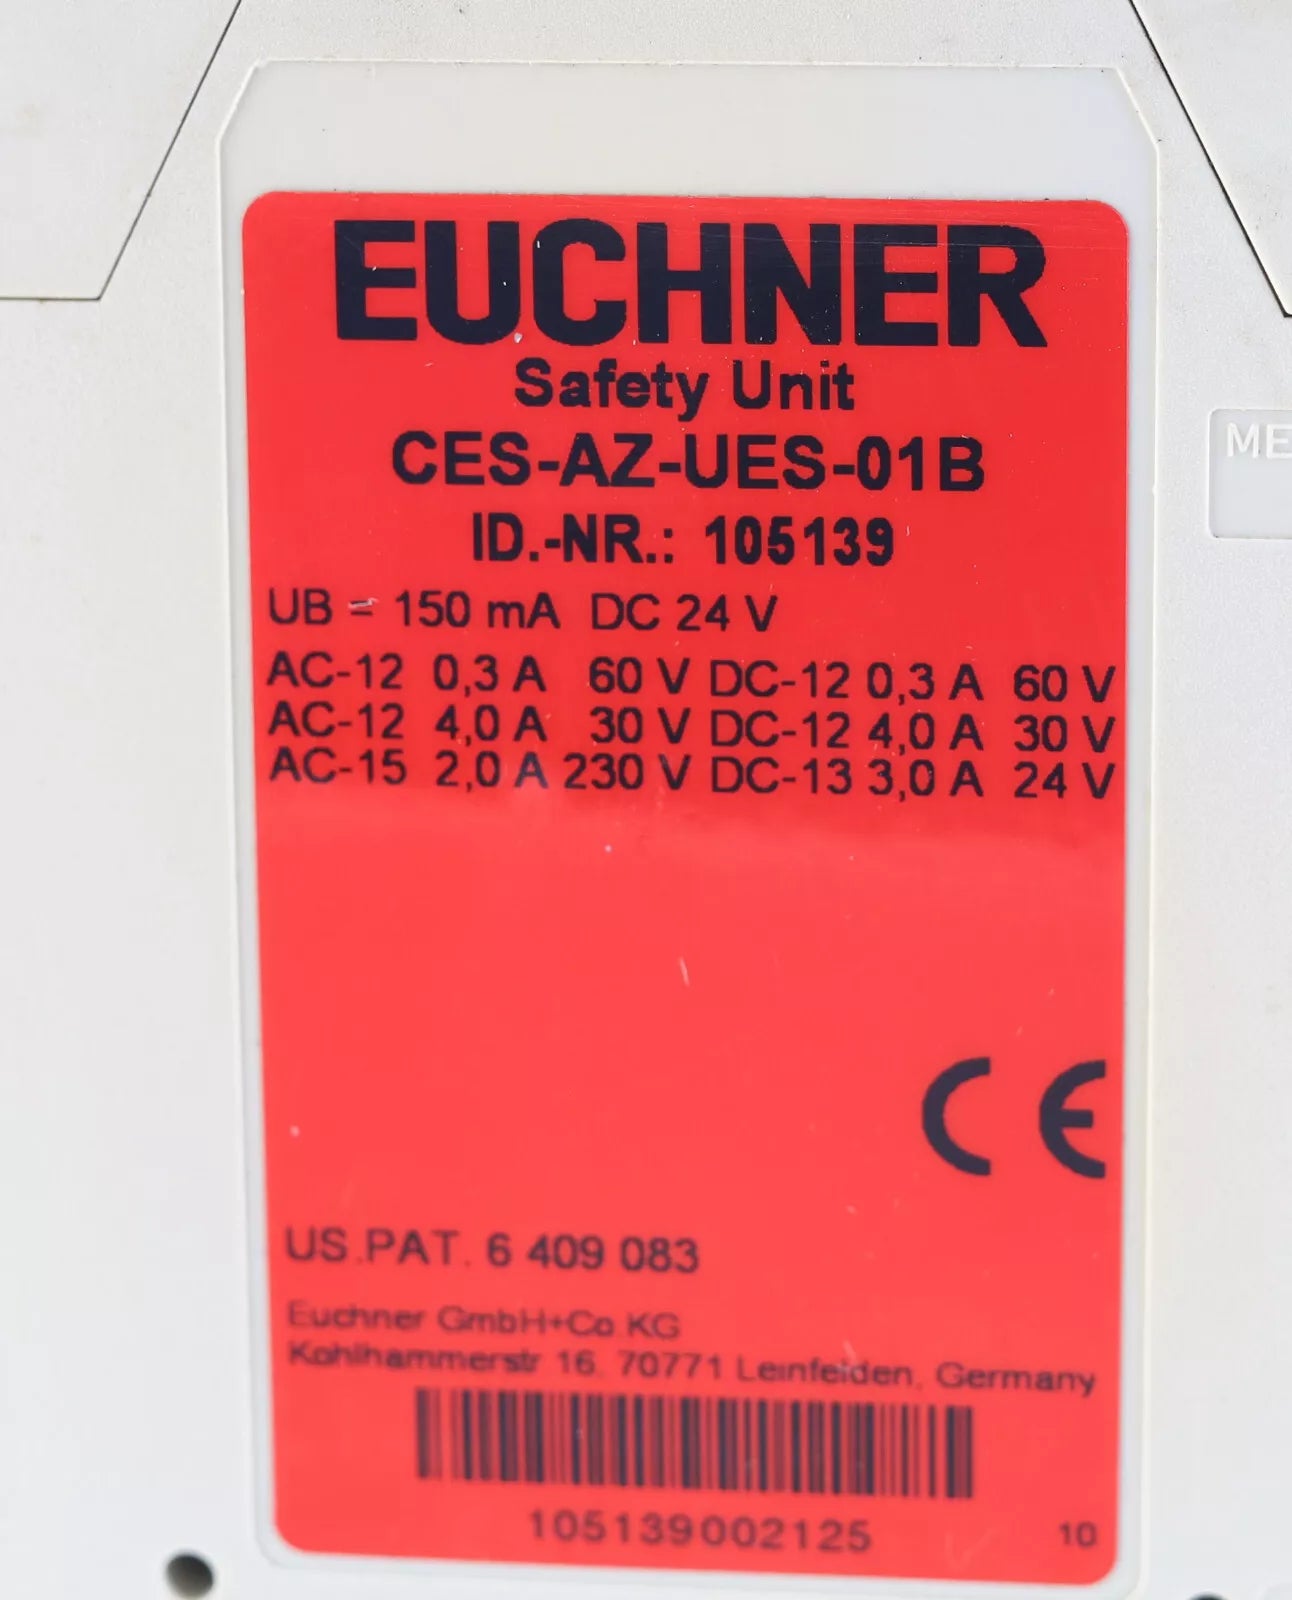 EUCHNER
Safety Unit
CES-AZ-UES-01B
ID.-NR.: 105139
UB = 150 mA DC 24 V
AC-12 0,3 A 60 V DC-12 0,3 A 60 V
AC-12 4,0 A 30 V DC-12 4,0 A 30 V
AC-15 2,0 A 230 V DC-13 3,0 A 24 V
ME
CE
US.PAT. 6 409 083
Euchner GmbH+Co.KG
Kohlhammerstr 16, 70771 Leinfelden, Germany
105139002125
10